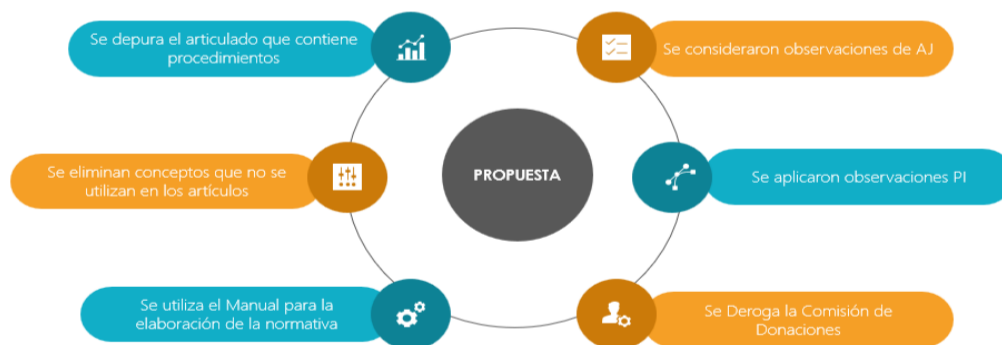 Se depura el articulado que contiene
procedimientos
Se consideraron observaciones de AJ
Se eliminan conceptos que no se
utilizan en los artículos
PROPUESTA
Se aplicaron observaciones PI
Se utiliza el Manual para la
elaboración de la normativa
Se Deroga la Comisión de
Donaciones